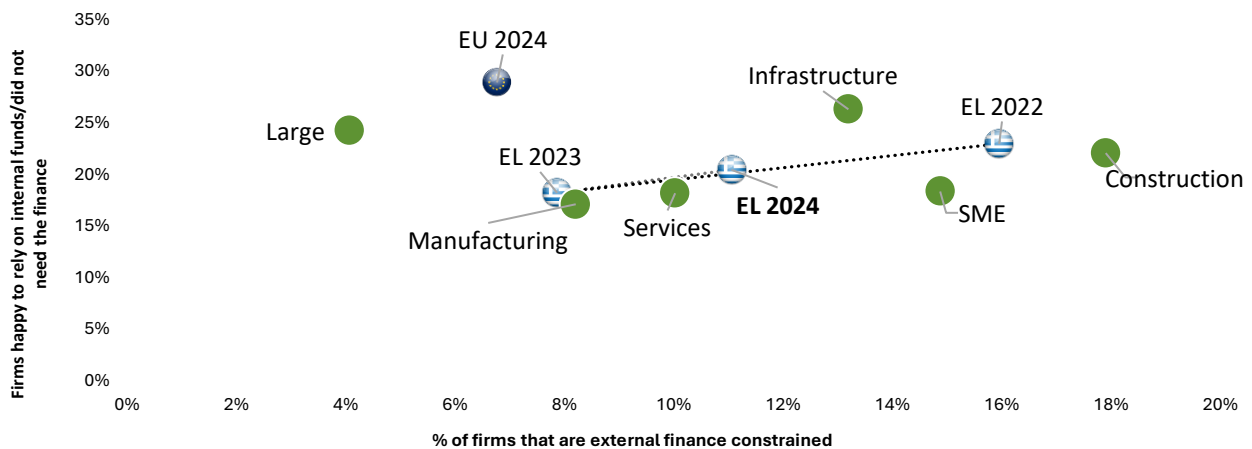 Firms happy to rely on internal funds/did not
need the finance
35%
30%
25%
20%
15%
10%
5%
0%
EU 2024
Infrastructure
EL 2022
Large
EL 2023
Construction
EL 2024
SME
Services
Manufacturing
0%
2%
4%
6%
8%
10%
12%
14%
16%
18%
20%
% of firms that are external finance constrained